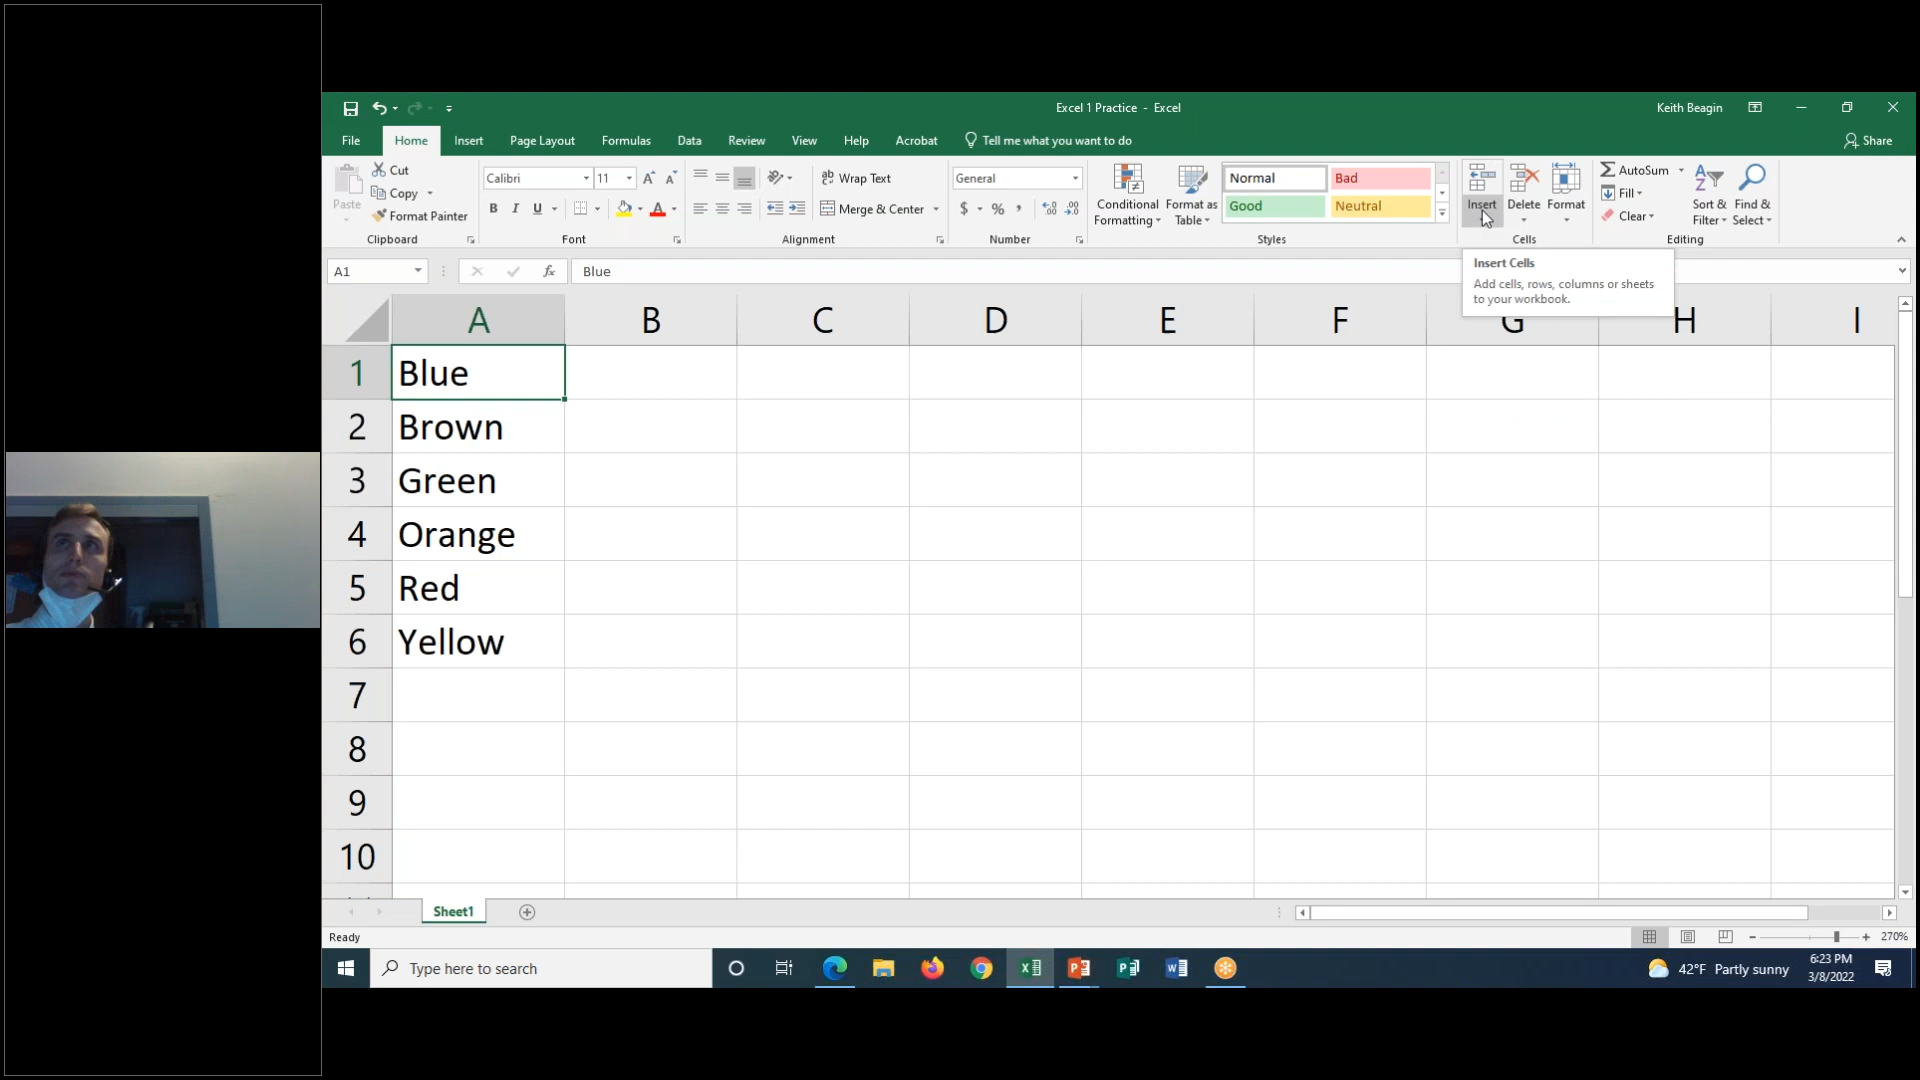 Excel 1 Practice - Excel
Keith Beagin
File Home Insert Page Layout Formulas Data Review View Help Acrobat Tell me what you want to do Share
Paste
Cut
Copy
Format Painter
Clipboard
Calibri 11
B I U A
Font
Wrap Text
Merge & Center
Alignment
General
$ % ,
Number
Conditional
Formatting
Format as
Table
Normal Bad
Good Neutral
Styles
Insert Delete Format
Cells
AutoSum
Fill
Clear
Sort &
Filter
Find &
Select
Editing
A1 fx Blue
Insert Cells
Add cells, rows, columns or sheets
to your workbook.
A B C D E F G H I
1 Blue
2 Brown
3 Green
4 Orange
5 Red
6 Yellow
7
8
9
10
Sheet1
Ready
270%
Type here to search
42°F Partly sunny
6:23 PM
3/8/2022